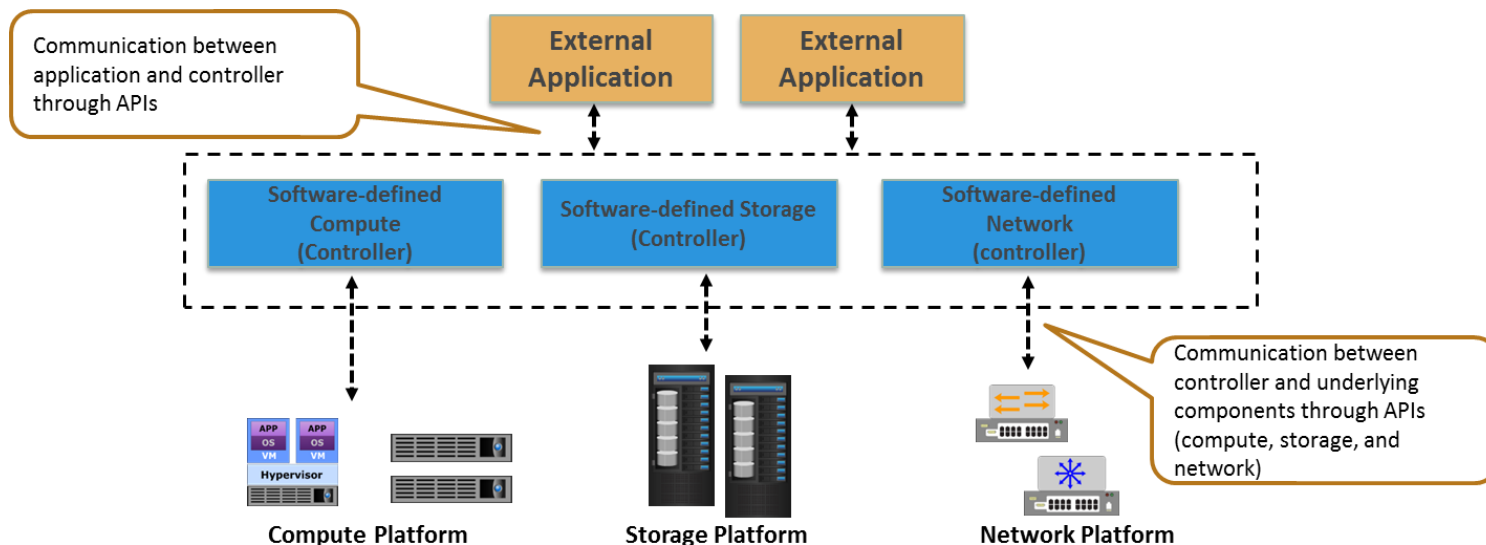 Communication between
application and controller
through APIs
External
Application
External
Application
Software-defined
Compute
(Controller)
Software-defined Storage
(Controller)
Software-defined
Network
(controller)
Communication between
controller and underlying
components through APIs
(compute, storage, and
network)
APP
OS
VM
APP
OS
VM
Hypervisor
Compute Platform
Storage Platform
Network Platform